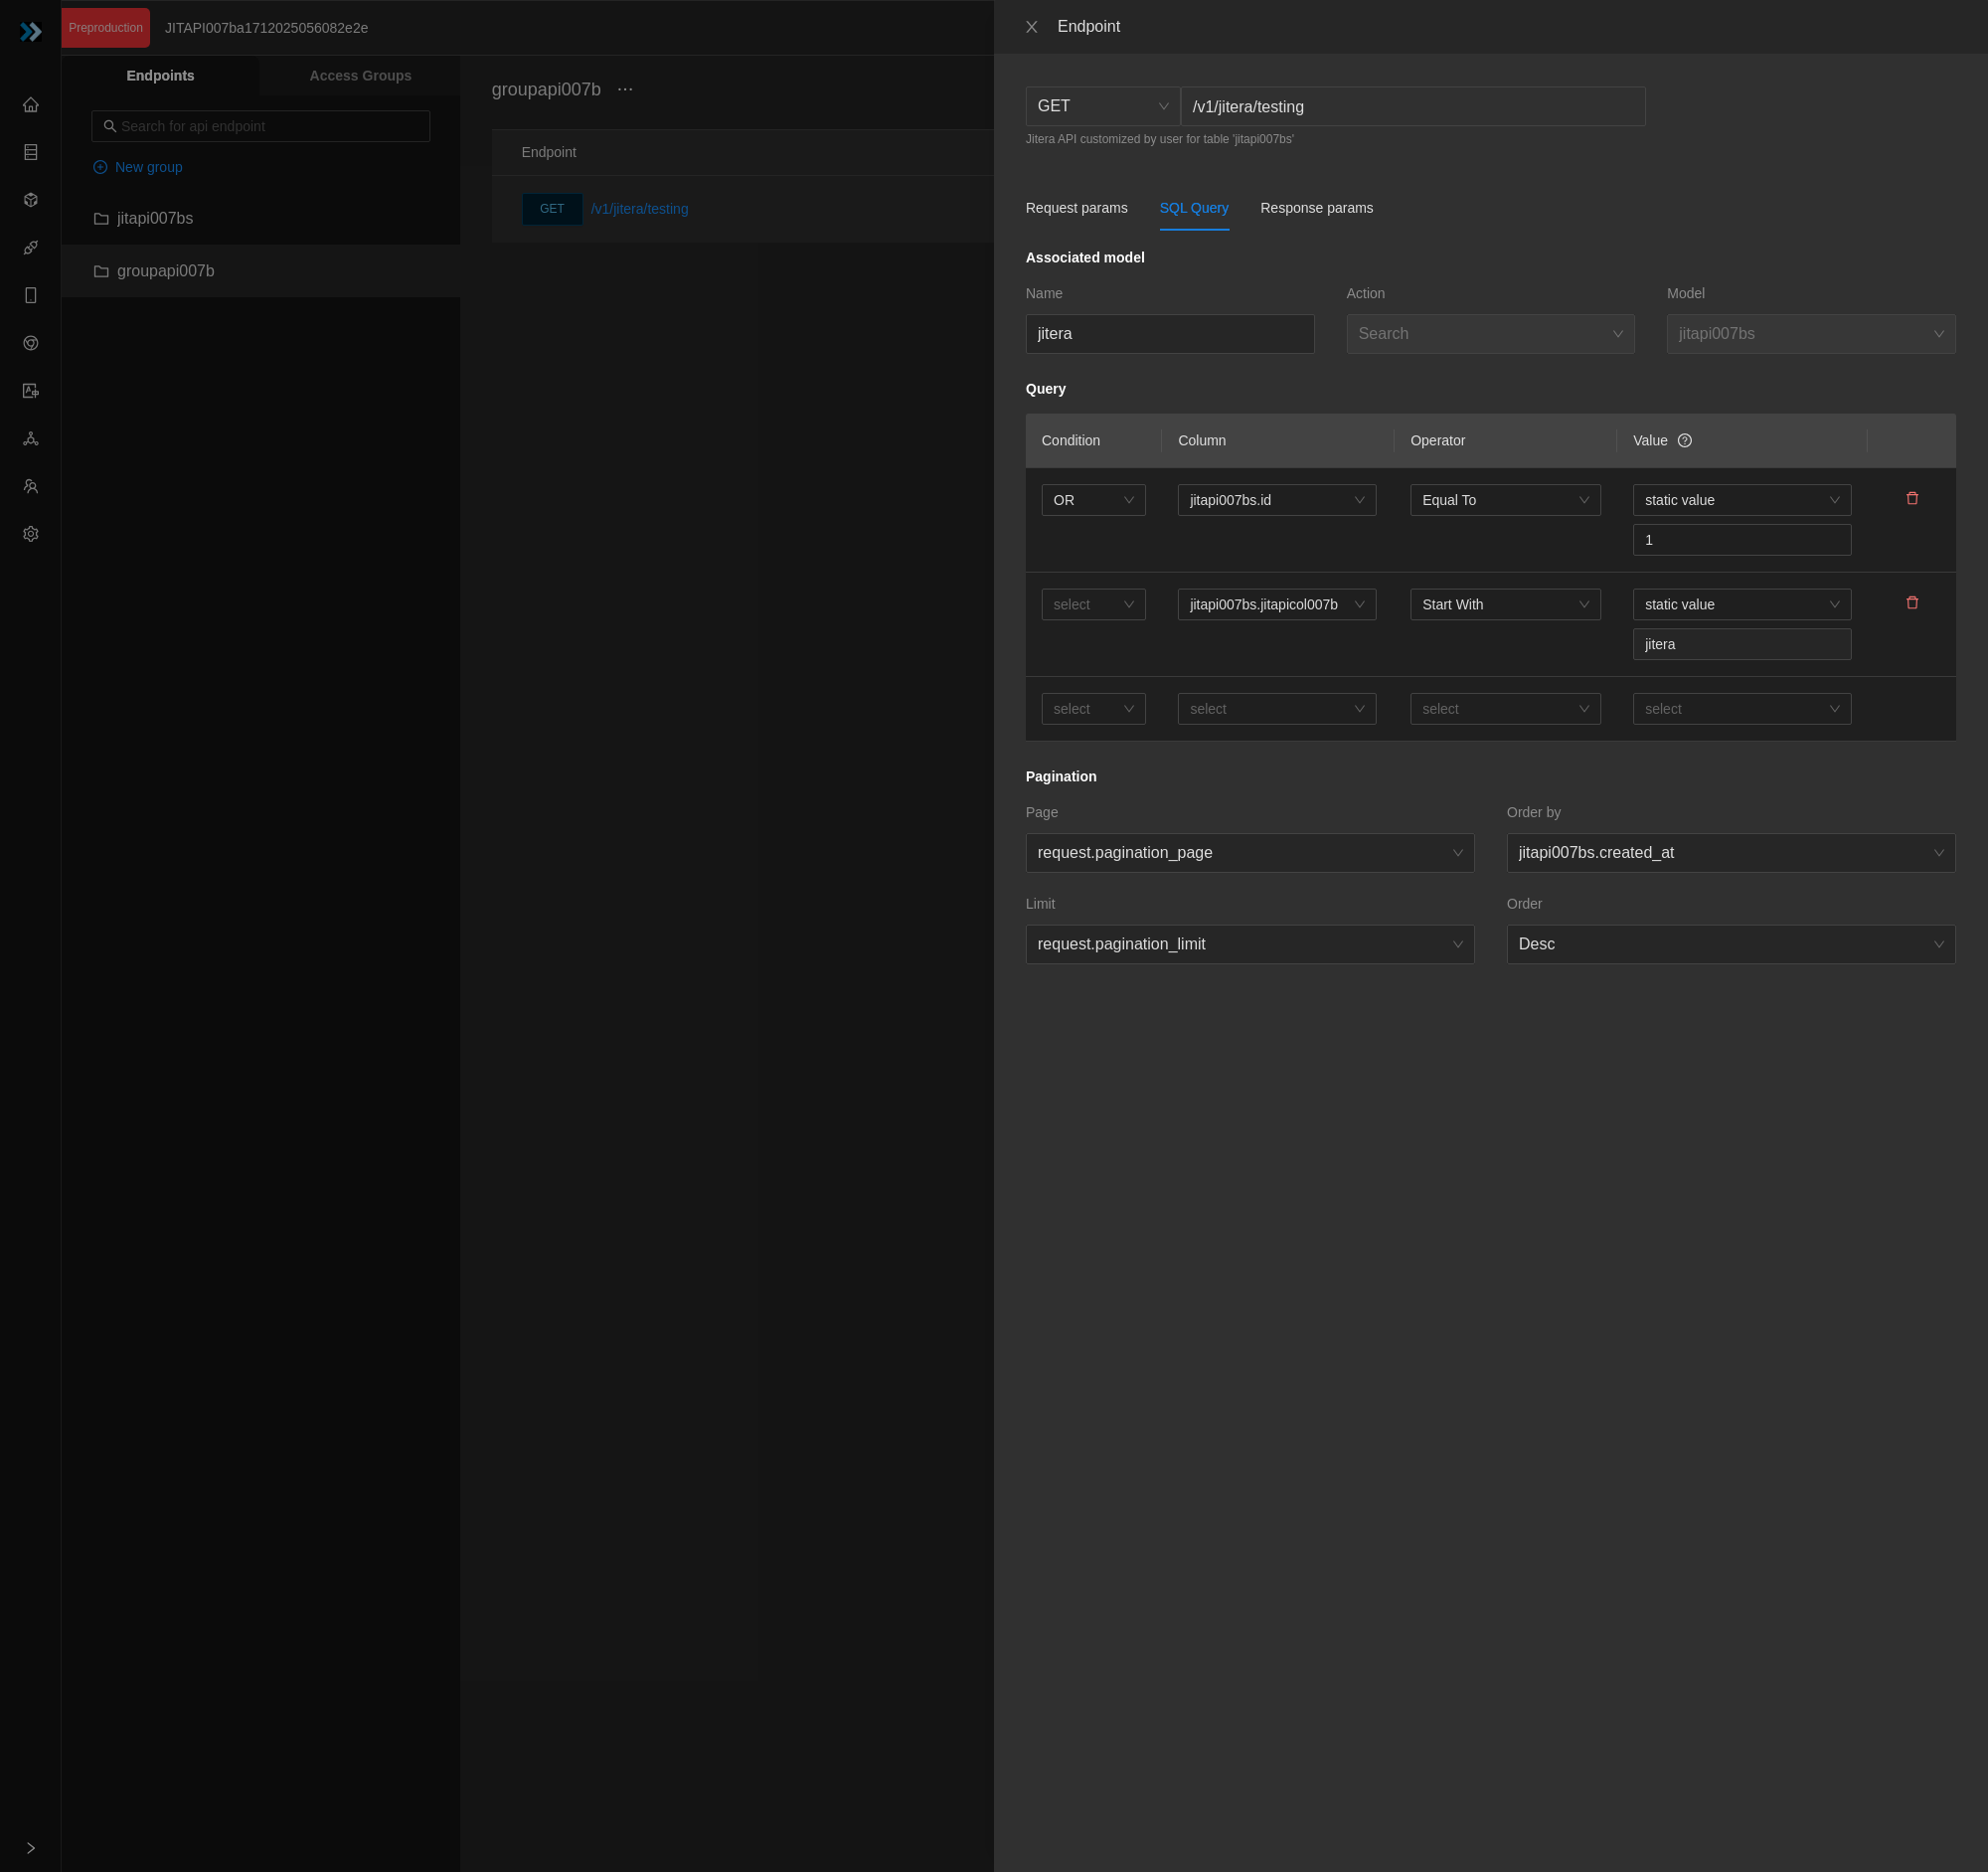 Preproduction
JITAPI007ba1712025056082e2e
Endpoints
Access Groups
Search for api endpoint
New group
jitapi007bs
groupapi007b
groupapi007b
Endpoint
GET
/v1/jitera/testing
Endpoint
GET
/v1/jitera/testing
Jitera API customized by user for table 'jitapi007bs'
Request params
SQL Query
Response params
Associated model
Name
Action
Model
jitera
Search
jitapi007bs
Query
Condition
Column
Operator
Value
OR
jitapi007bs.id
Equal To
static value
1
select
jitapi007bs.jitapicol007b
Start With
static value
jitera
select
select
select
select
Pagination
Page
Order by
request.pagination_page
jitapi007bs.created_at
Limit
Order
request.pagination_limit
Desc